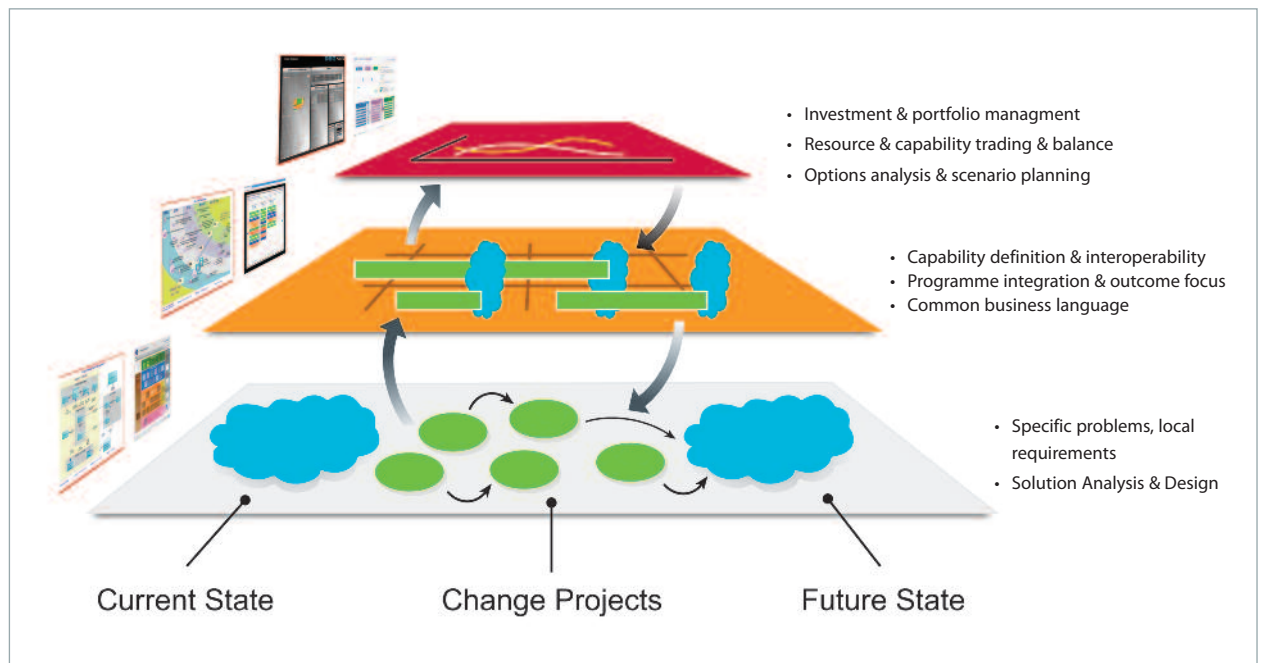 • Investment & portfolio managment
• Resource & capability trading & balance
• Options analysis & scenario planning
• Capability definition & interoperability
• Programme integration & outcome focus
• Common business language
• Specific problems, local
requirements
• Solution Analysis & Design
Current State
Change Projects
Future State